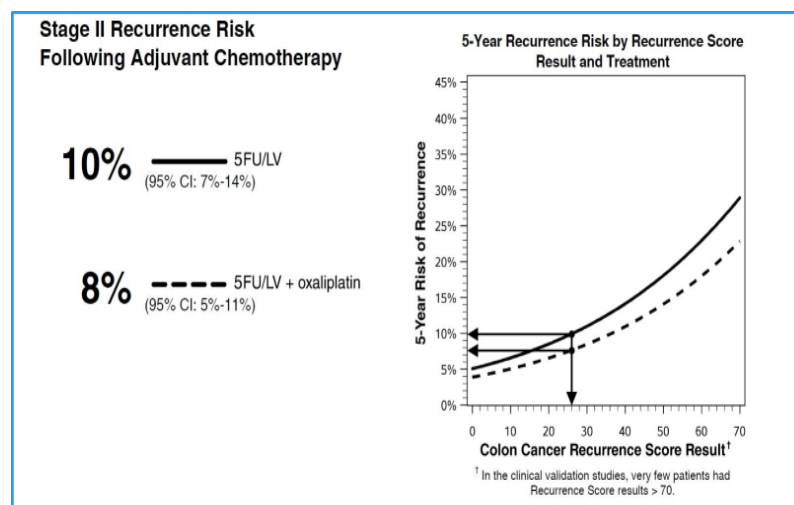 Stage II Recurrence Risk
Following Adjuvant Chemotherapy
10% 5FU/LV
(95% CI: 7%-14%)
8% 5FU/LV + oxaliplatin
(95% CI: 5%-11%)
5-Year Recurrence Risk by Recurrence Score
Result and Treatment
5-Year Risk of Recurrence
45%
40%
35%
30%
25%
20%
15%
10%
5%
0%
0 10 20 30 40 50 60 70
Colon Cancer Recurrence Score Result†
† In the clinical validation studies, very few patients had
Recurrence Score results > 70.